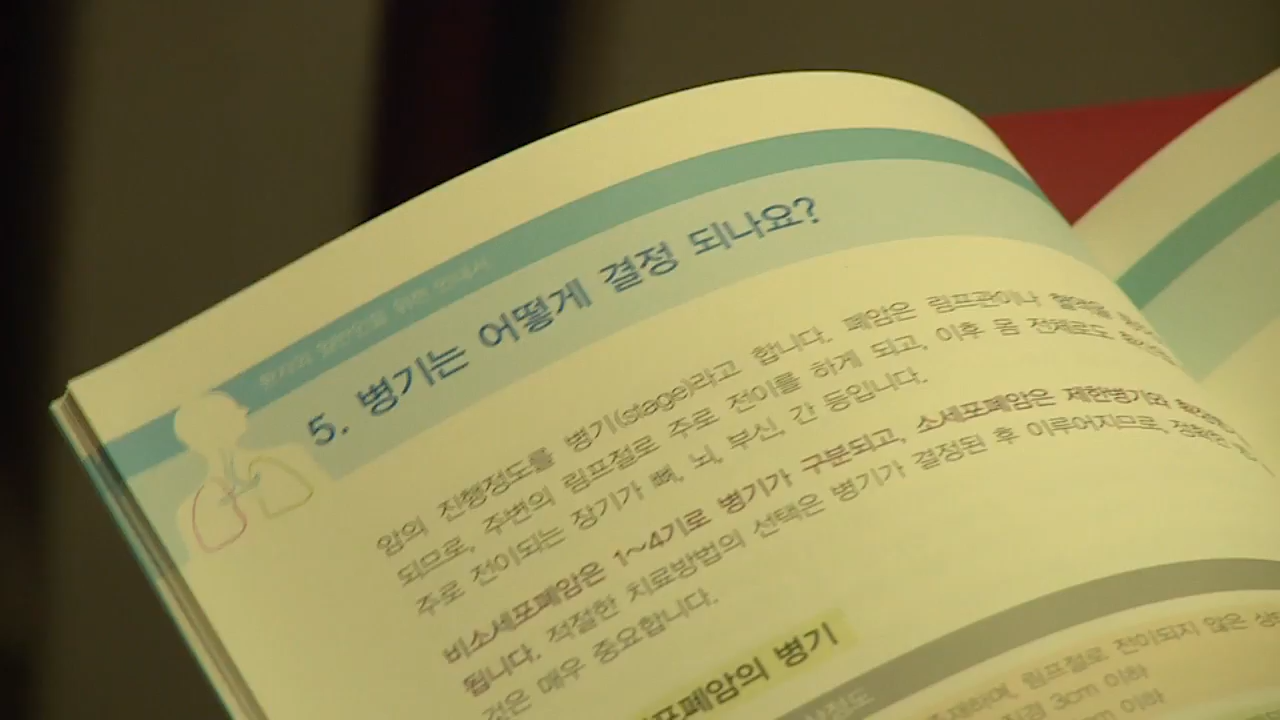 5. 병기는 어떻게 결정 되나요?
암의 진행정도를 병기(stage)라고 합니다. 폐암은 림프관이나 혈액을
되므로, 주변의 림프절로 주로 전이를 하게 되고, 이후 몸 전체로도
주로 전이되는 장기가 뼈, 뇌, 부신, 간 등입니다.
비소세포폐암은 1~4기로 병기가 구분되고, 소세포폐암은 제한병기와
됩니다. 적절한 치료방법의 선택은 병기가 결정된 후 이루어지므로, 정확한
것은 매우 중요합니다.
포폐암의 병기
림프절로 전이되지 않은
직경 3cm 이하
이하